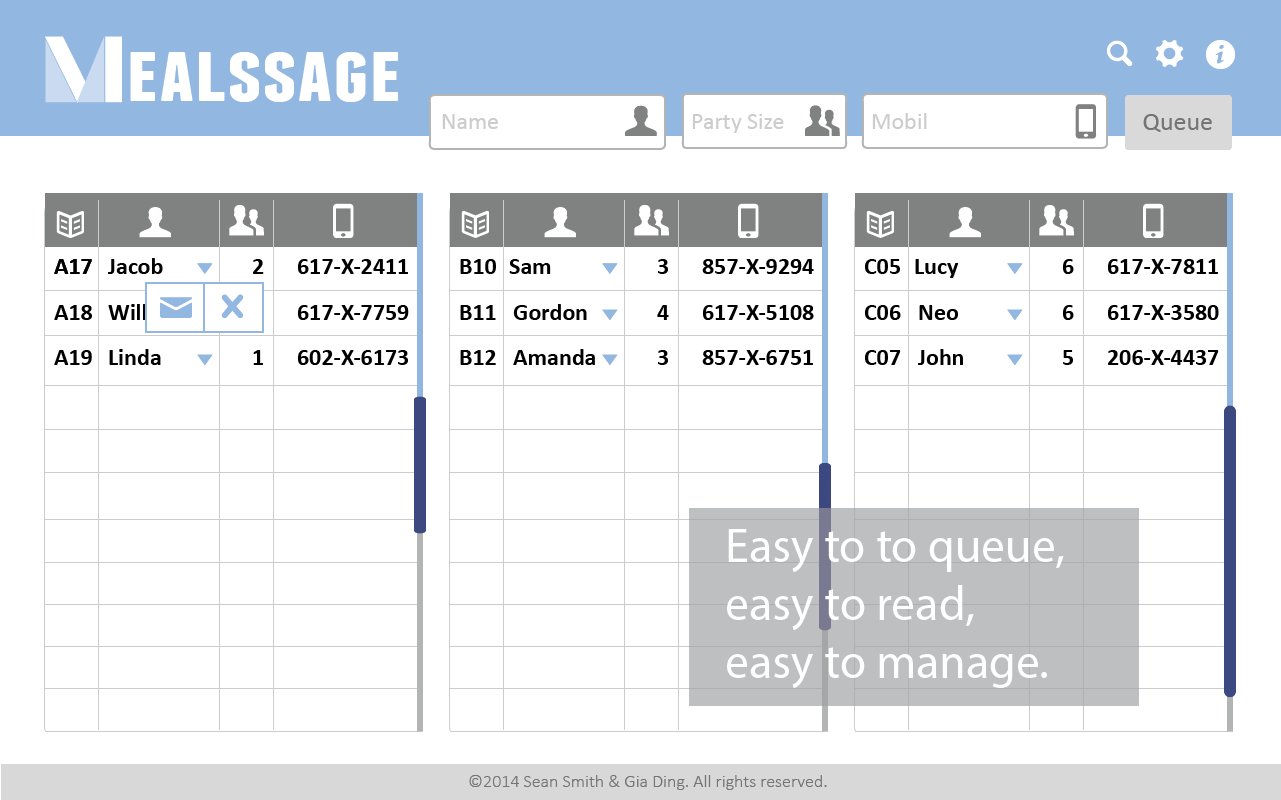 MEALSSAGE
Name
Party Size
Mobil
Queue
A17 Jacob 2 617-X-2411
A18 Will 617-X-7759
A19 Linda 1 602-X-6173
B10 Sam 3 857-X-9294
B11 Gordon 4 617-X-5108
B12 Amanda 3 857-X-6751
C05 Lucy 6 617-X-7811
C06 Neo 6 617-X-3580
C07 John 5 206-X-4437
Easy to to queue,
easy to read,
easy to manage.
©2014 Sean Smith & Gia Ding. All rights reserved.